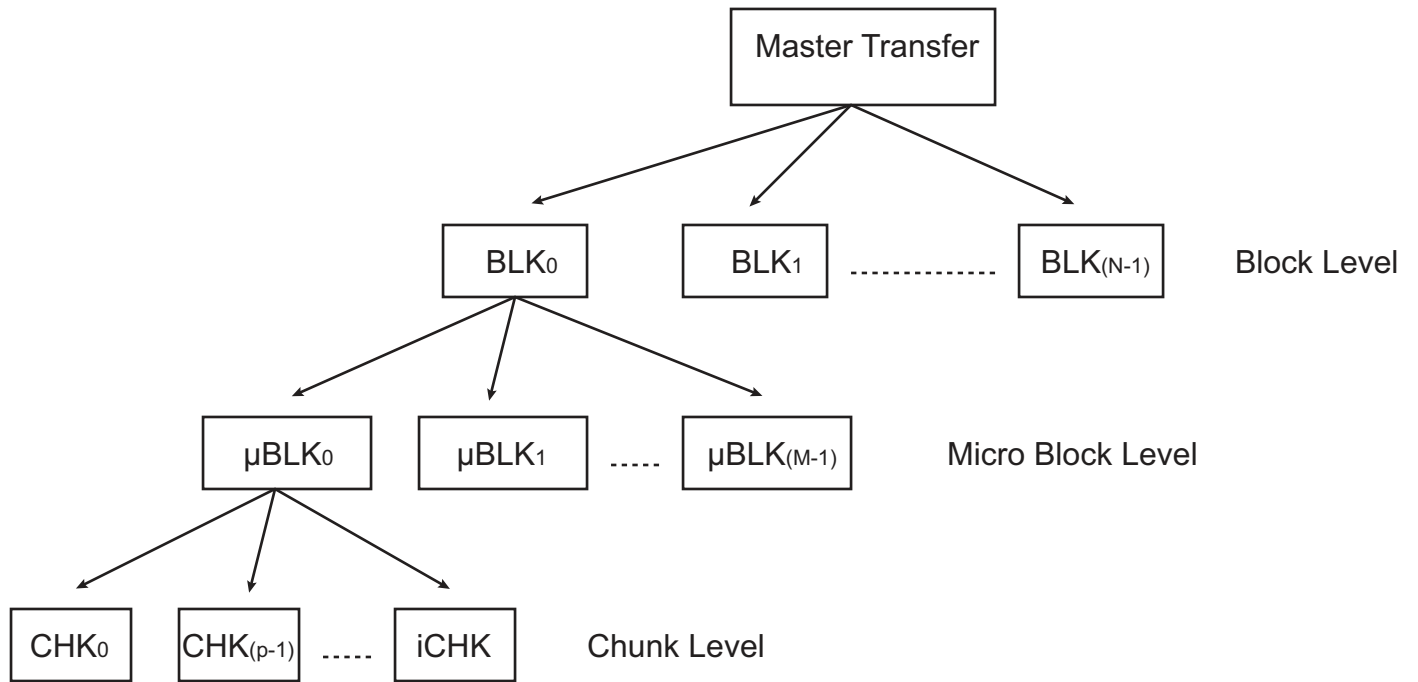 Master Transfer
BLK0 BLK1 BLK(N-1) Block Level
µBLK0 µBLK1 µBLK(M-1) Micro Block Level
CHK0 CHK(p-1) iCHK Chunk Level